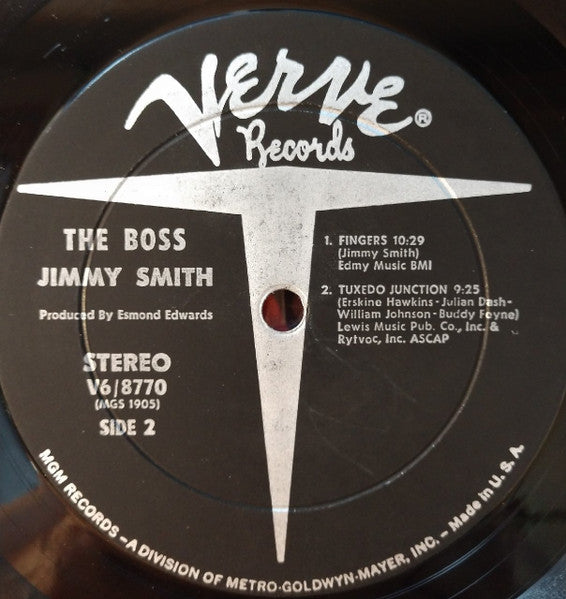 Verve®
Records
THE BOSS
JIMMY SMITH
Produced By Esmond Edwards
STEREO
V6/8770
(MGS 1905)
SIDE 2
1. FINGERS 10:29
(Jimmy Smith)
Edmy Music BMI
2. TUXEDO JUNCTION 9:25
(Erskine Hawkins-Julian Dash-
William Johnson-Buddy Feyne)
Lewis Music Pub. Co., Inc. &
Rytvoc, Inc. ASCAP
MGM RECORDS – A DIVISION OF METRO-GOLDWYN-MAYER, INC. – Made in U. S. A.